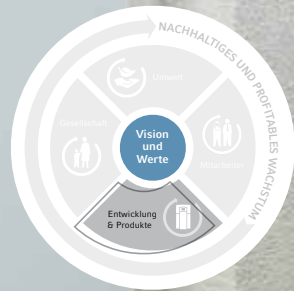 NACHHALTIGES UND PROFITABLES WACHSTUM
Umwelt
Gesellschaft
Vision
und
Werte
Mitarbeiter
Entwicklung
& Produkte